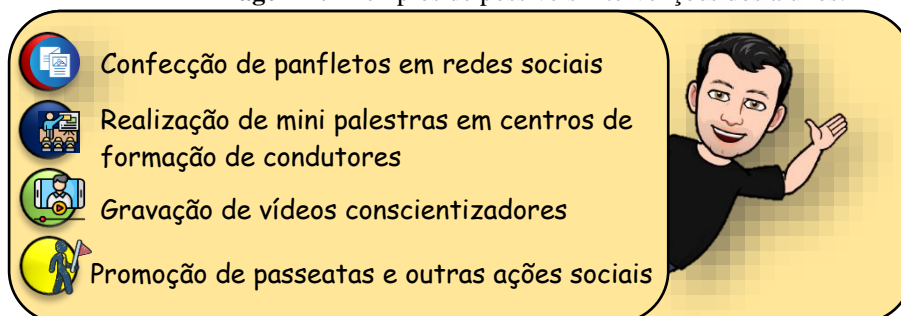 Confecção de panfletos em redes sociais
Realização de mini palestras em centros de
formação de condutores
Gravação de vídeos conscientizadores
Promoção de passeatas e outras ações sociais